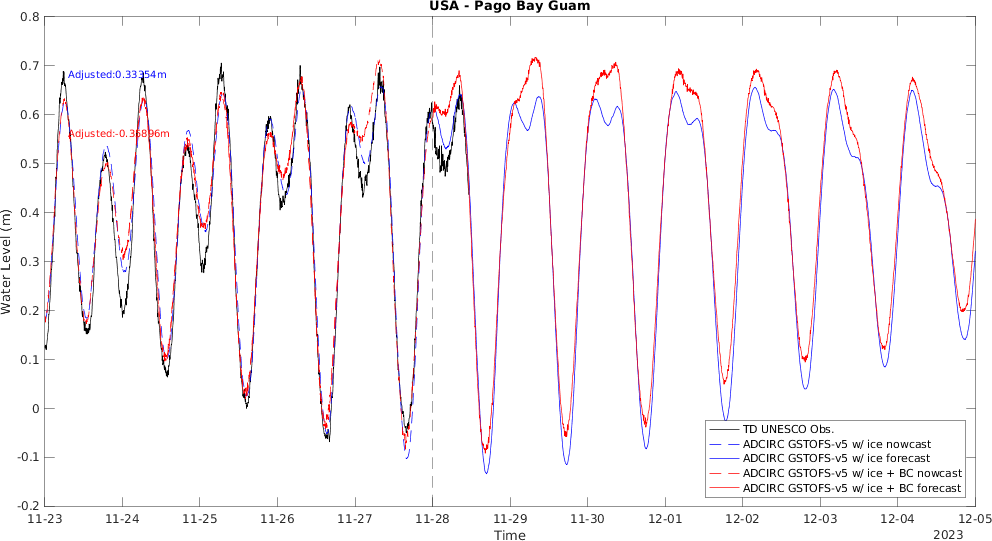 USA - Pago Bay Guam
0.8
0.7
0.6
0.5
0.4
0.3
0.2
0.1
0
-0.1
-0.2
Water Level (m)
Adjusted:0.33354m
Adjusted:-0.36896m
TD UNESCO Obs.
ADCIRC GSTOFS-v5 w/ ice nowcast
ADCIRC GSTOFS-v5 w/ ice forecast
ADCIRC GSTOFS-v5 w/ ice + BC nowcast
ADCIRC GSTOFS-v5 w/ ice + BC forecast
11-23 11-24 11-25 11-26 11-27 11-28 11-29 11-30 12-01 12-02 12-03 12-04 12-05
Time
2023